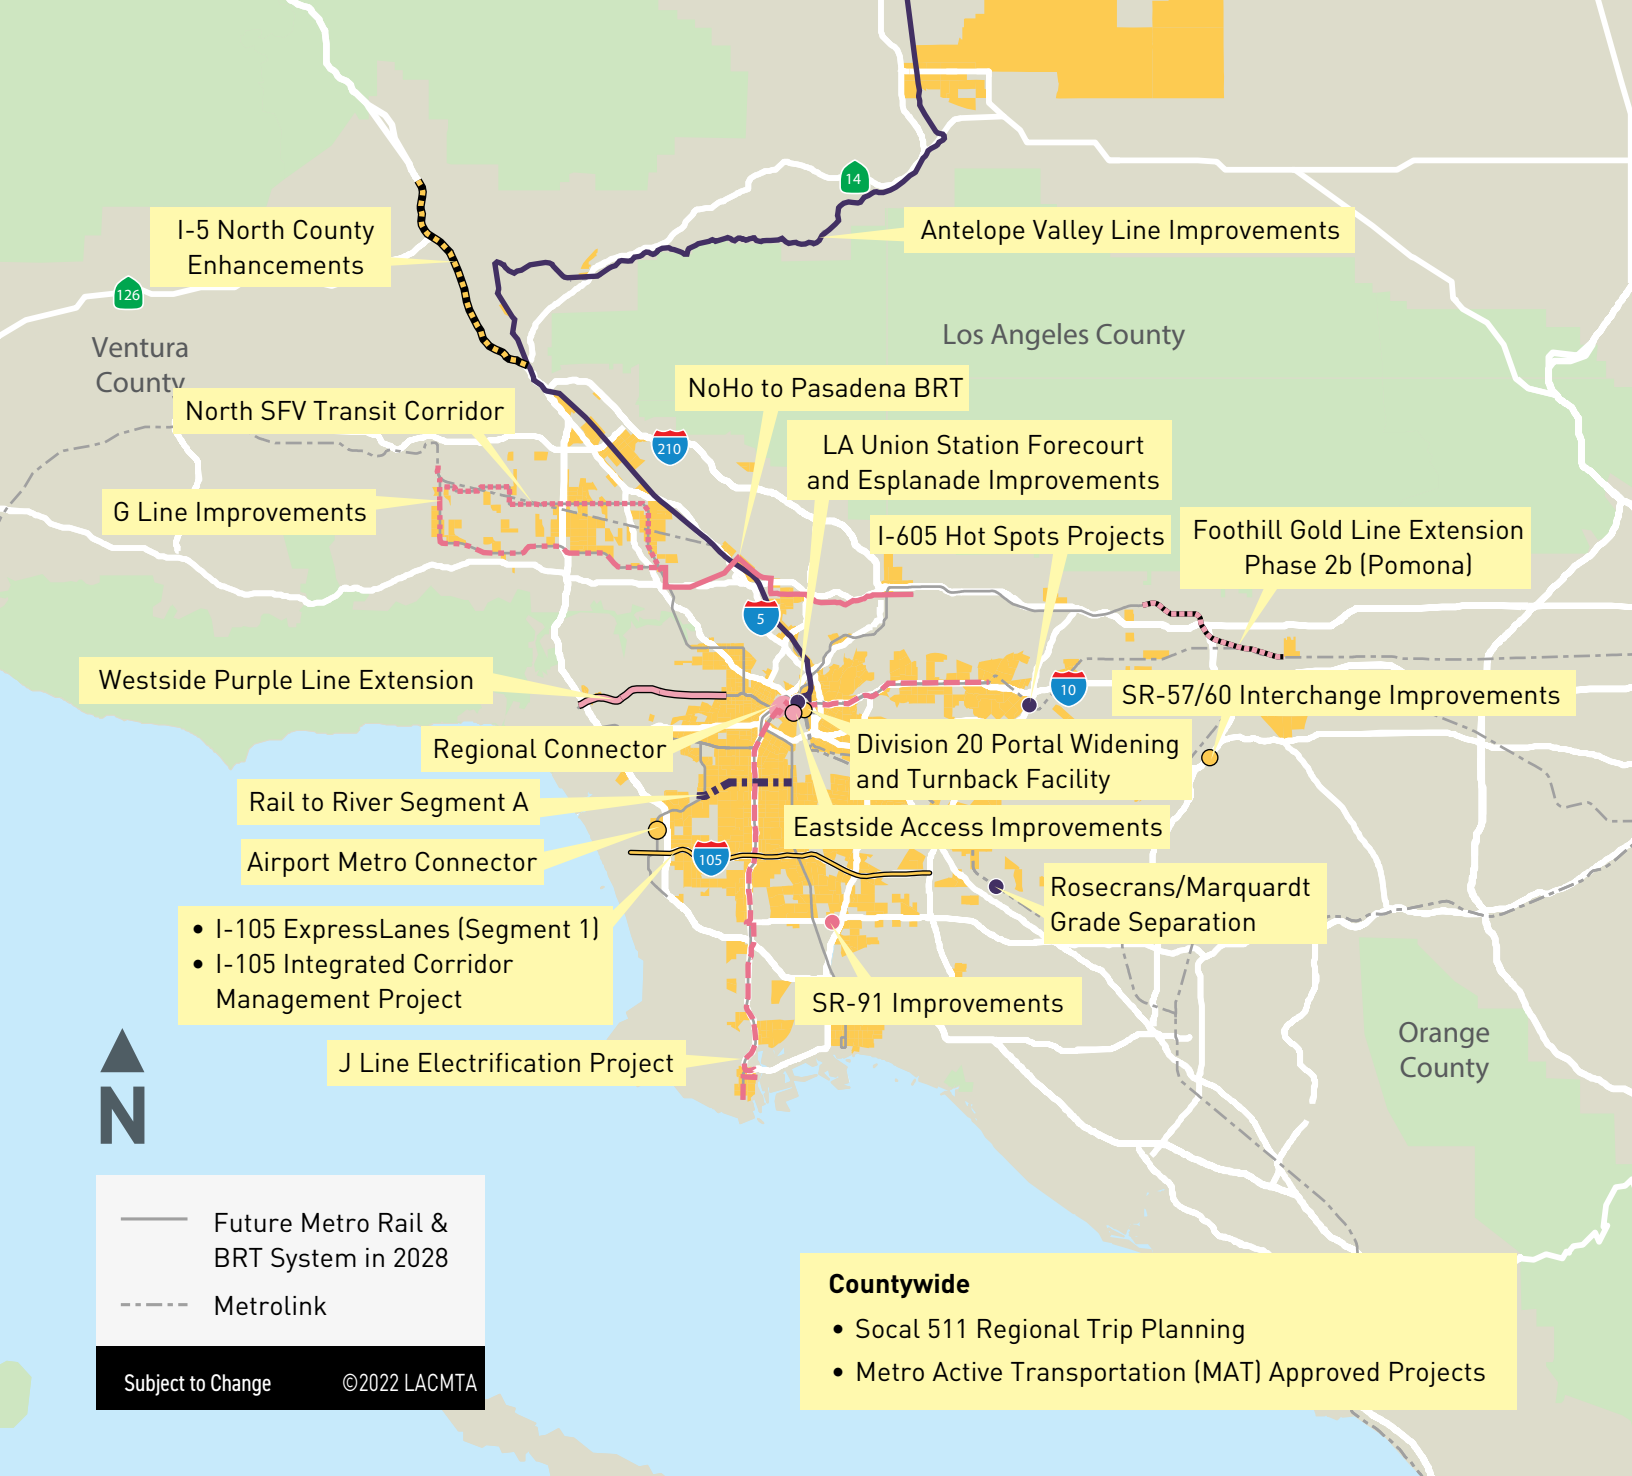 14
I-5 North County
Enhancements
Antelope Valley Line Improvements
126
Ventura
County
Los Angeles County
NoHo to Pasadena BRT
North SFV Transit Corridor
210
LA Union Station Forecourt
and Esplanade Improvements
G Line Improvements
I-605 Hot Spots Projects
Foothill Gold Line Extension
Phase 2b (Pomona)
5
Westside Purple Line Extension
10
SR-57/60 Interchange Improvements
Regional Connector
Division 20 Portal Widening
and Turnback Facility
Rail to River Segment A
Eastside Access Improvements
Airport Metro Connector
105
Rosecrans/Marquardt
Grade Separation
• I-105 ExpressLanes (Segment 1)
• I-105 Integrated Corridor
Management Project
SR-91 Improvements
J Line Electrification Project
Orange
County
N
Future Metro Rail &
BRT System in 2028
Metrolink
Subject to Change ©2022 LACMTA
Countywide
• Socal 511 Regional Trip Planning
• Metro Active Transportation (MAT) Approved Projects